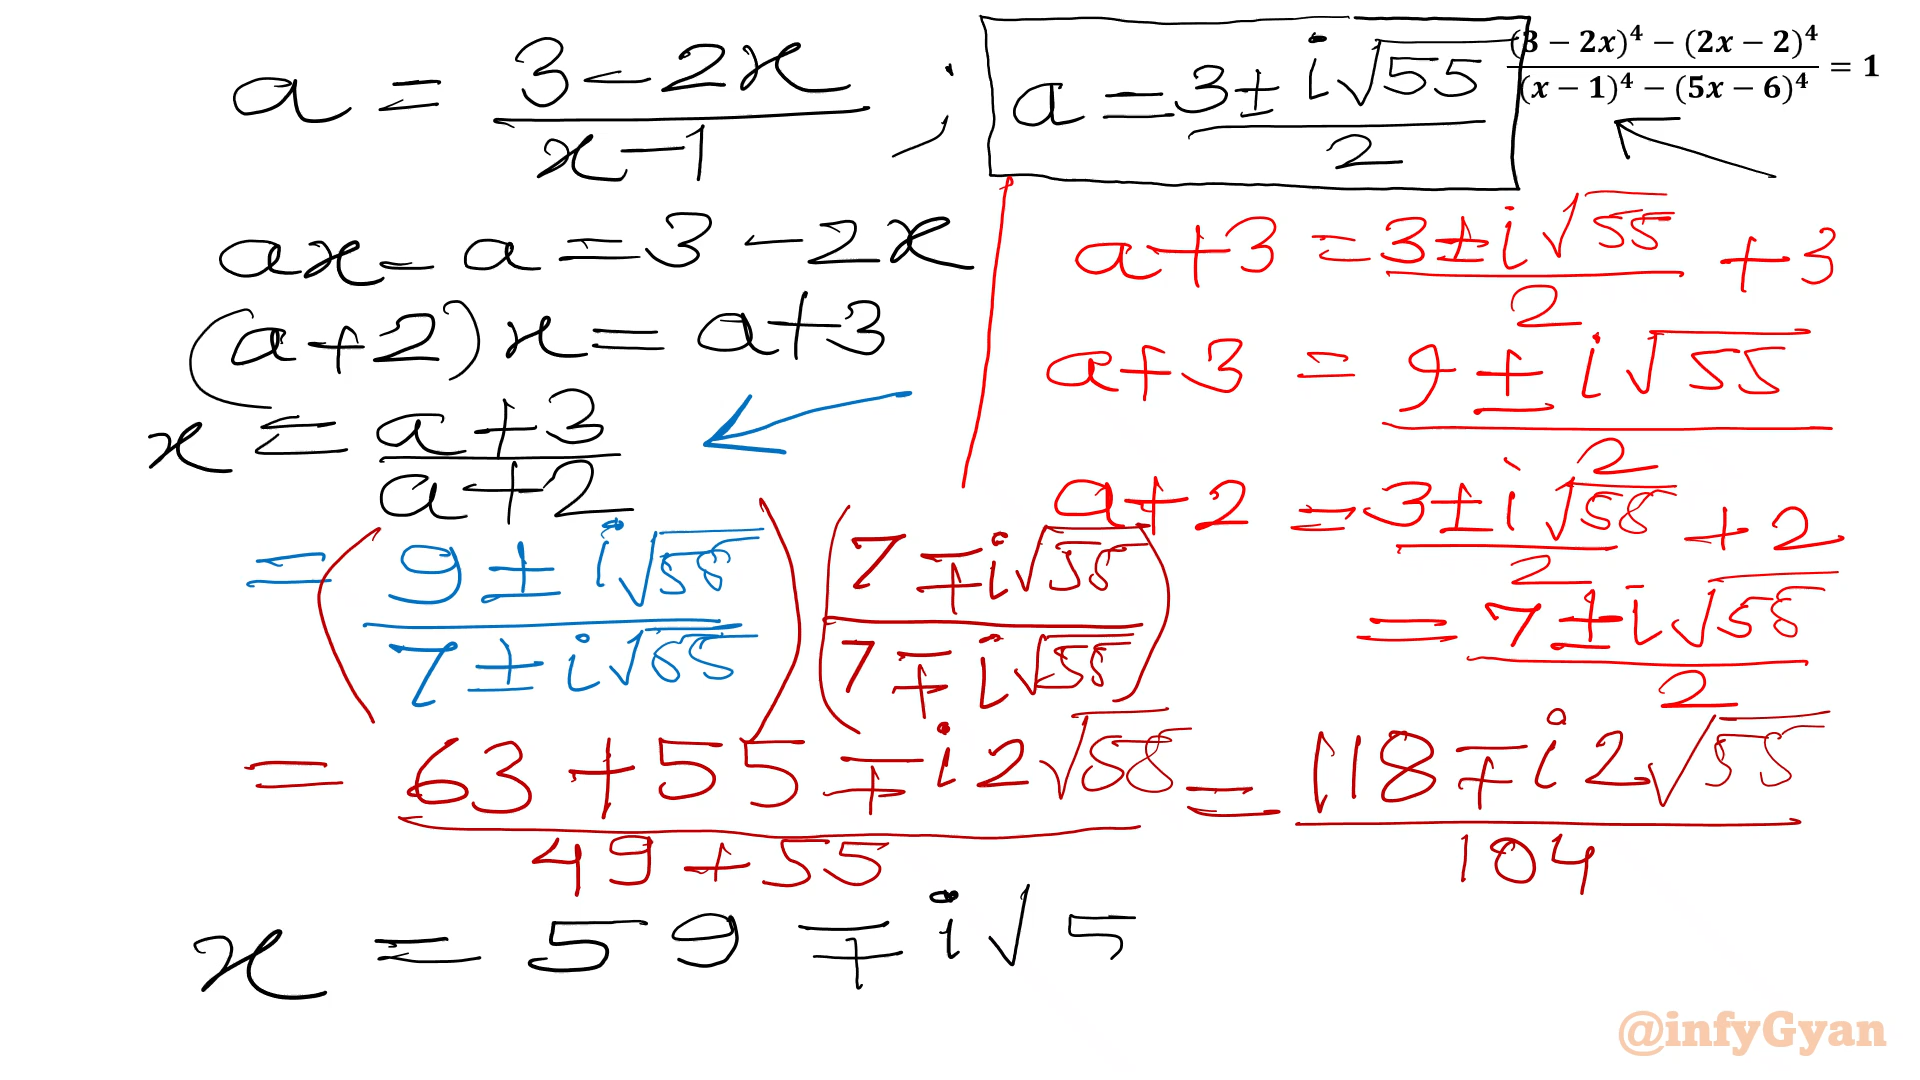 a = (3 − 2x)/(x − 1) ; a = (3 ± i√55)/2
((3 − 2x)⁴ − (2x − 2)⁴)/((x − 1)⁴ − (5x − 6)⁴) = 1
ax − a = 3 − 2x
(a + 2) x = a + 3
x = (a + 3)/(a + 2)
= ((9 ± i√55)/(7 ± i√55)) ((7 ∓ i√55)/(7 ∓ i√55))
a + 3 = (3 ± i√55)/2 + 3
a + 3 = (9 ± i√55)/2
a + 2 = (3 ± i√55)/2 + 2
= (7 ± i√55)/2
= (63 + 55 ∓ i2√55)/(49 + 55) = (118 ∓ i2√55)/104
x = 59 ∓ i√5
@infyGyan